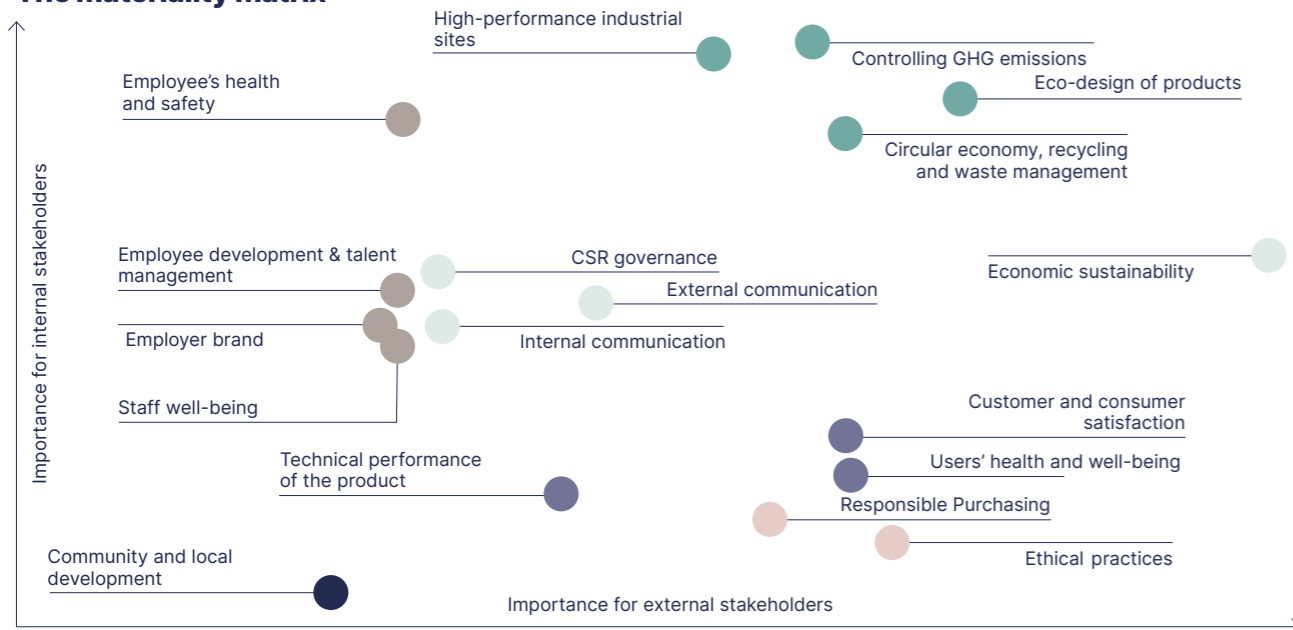 The materiality matrix
High-performance industrial
sites
Controlling GHG emissions
Eco-design of products
Employee’s health
and safety
Circular economy, recycling
and waste management
Importance for internal stakeholders
Employee development & talent
management
CSR governance
External communication
Economic sustainability
Employer brand
Internal communication
Staff well-being
Customer and consumer
satisfaction
Technical performance
of the product
Users’ health and well-being
Responsible Purchasing
Ethical practices
Community and local
development
Importance for external stakeholders